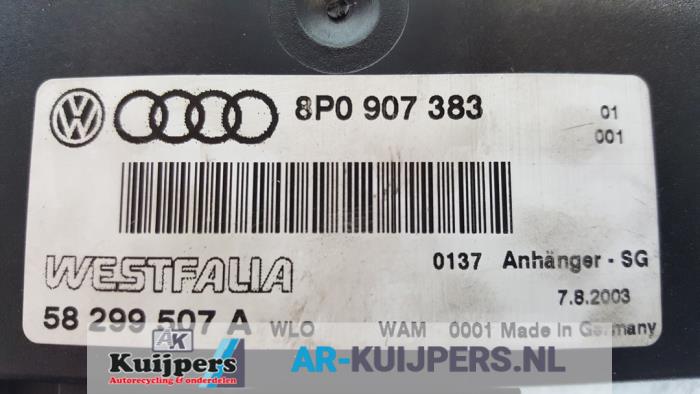 8P0 907 383
01
001
WESTFALIA
0137 Anhänger - SG
7.8.2003
58 299 507 A WLO WAM 0001 Made in Germany
AK
Kuijpers
Autorecycling & onderdelen
AR-KUIJPERS.NL